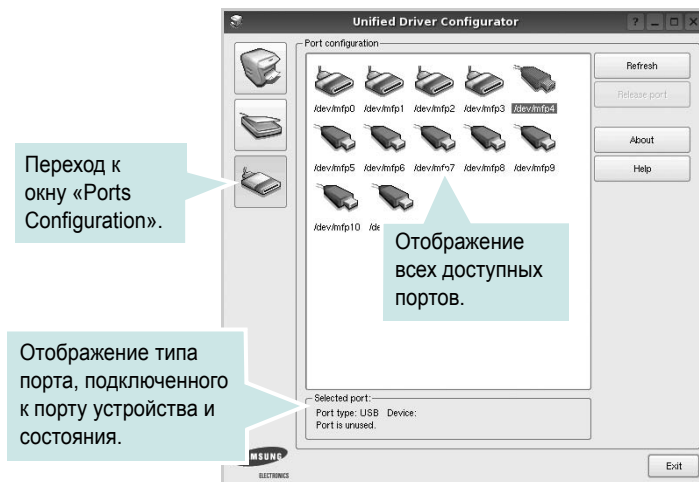 Unified Driver Configurator
Port configuration
/dev/mfp0 /dev/mfp1 /dev/mfp2 /dev/mfp3 /dev/mfp4
/dev/mfp5 /dev/mfp6 /dev/mfp7 /dev/mfp8 /dev/mfp9
/dev/mfp10
Refresh
Release port
About
Help
Переход к
окну «Ports
Configuration».
Отображение
всех доступных
портов.
Отображение типа
порта, подключенного
к порту устройства и
состояния.
Selected port:
Port type: USB Device:
Port is unused.
MSUNG
ELECTRONICS
Exit